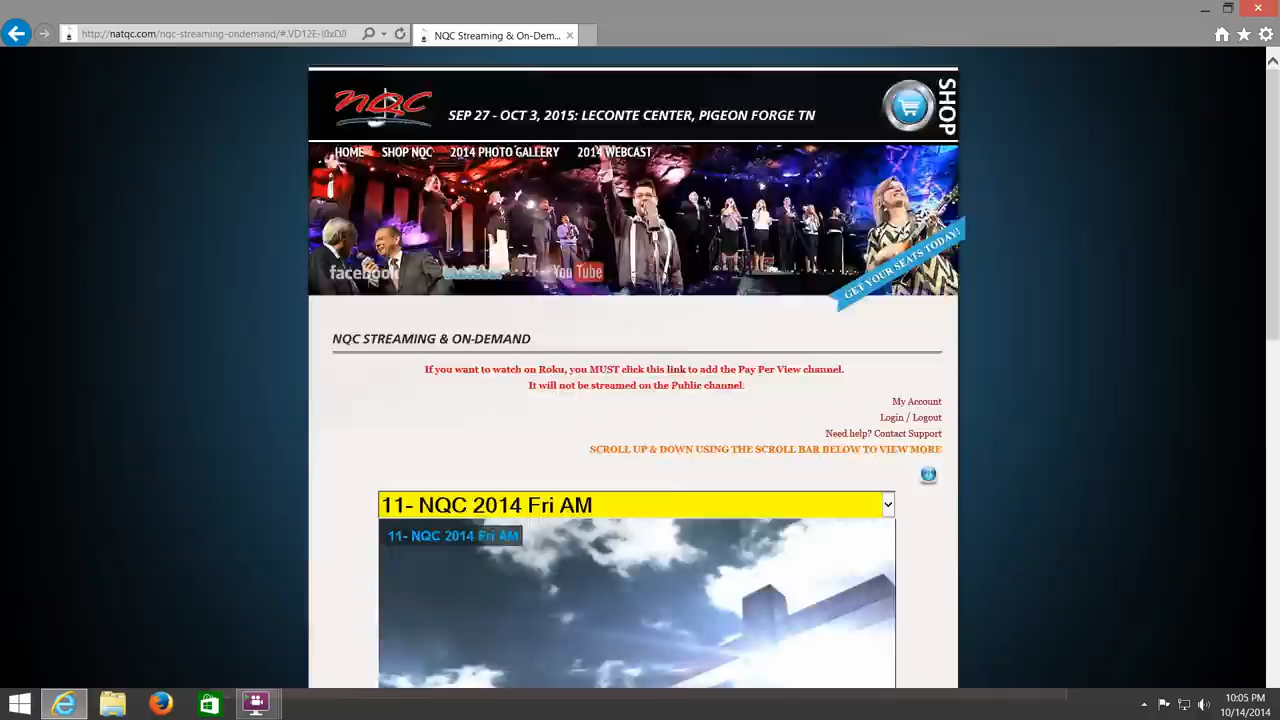 http://natqc.com/nqc-streaming-ondemand/#.VD12E-
NQC Streaming & On-Dem...
NQC
SEP 27 - OCT 3, 2015: LECONTE CENTER, PIGEON FORGE TN
SHOP
HOME SHOP NQC 2014 PHOTO GALLERY 2014 WEBCAST
facebook
You Tube
GET YOUR SEATS TODAY!
NQC STREAMING & ON-DEMAND
If you want to watch on Roku, you MUST click this link to add the Pay Per View channel.
It will not be streamed on the Public channel.
My Account
Login / Logout
Need help? Contact Support
SCROLL UP & DOWN USING THE SCROLL BAR BELOW TO VIEW MORE
11- NQC 2014 Fri AM
11- NQC 2014 Fri AM
10:05 PM
10/14/2014